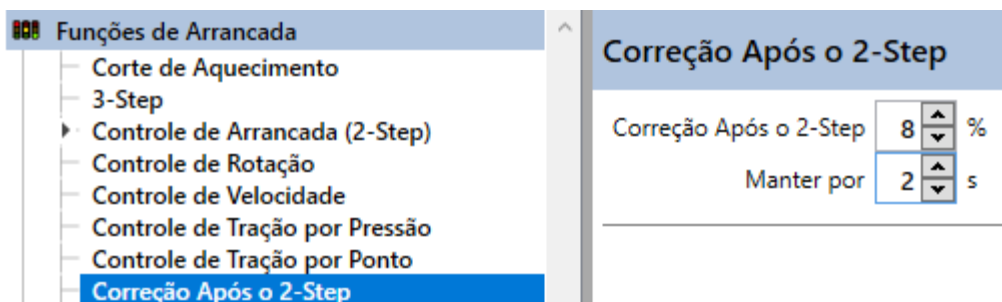 Funções de Arrancada
Corte de Aquecimento
3-Step
Controle de Arrancada (2-Step)
Controle de Rotação
Controle de Velocidade
Controle de Tração por Pressão
Controle de Tração por Ponto
Correção Após o 2-Step
Correção Após o 2-Step
Correção Após o 2-Step 8 %
Manter por 2 s